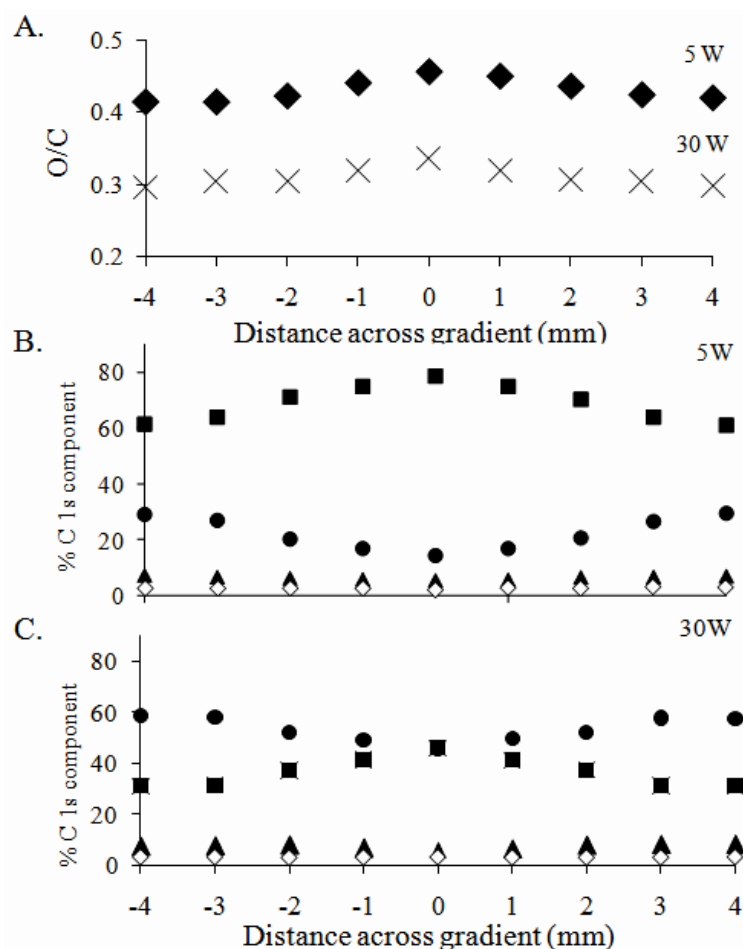 A.
0.5
5 W
0.4
O/C
30 W
0.3
0.2
-4 -3 -2 -1 0 1 2 3 4
Distance across gradient (mm)
B.
5W
80
60
% C 1s component
40
20
0
C.
30W
80
60
% C 1s component
40
20
0
-4 -3 -2 -1 0 1 2 3 4
Distance across gradient (mm)